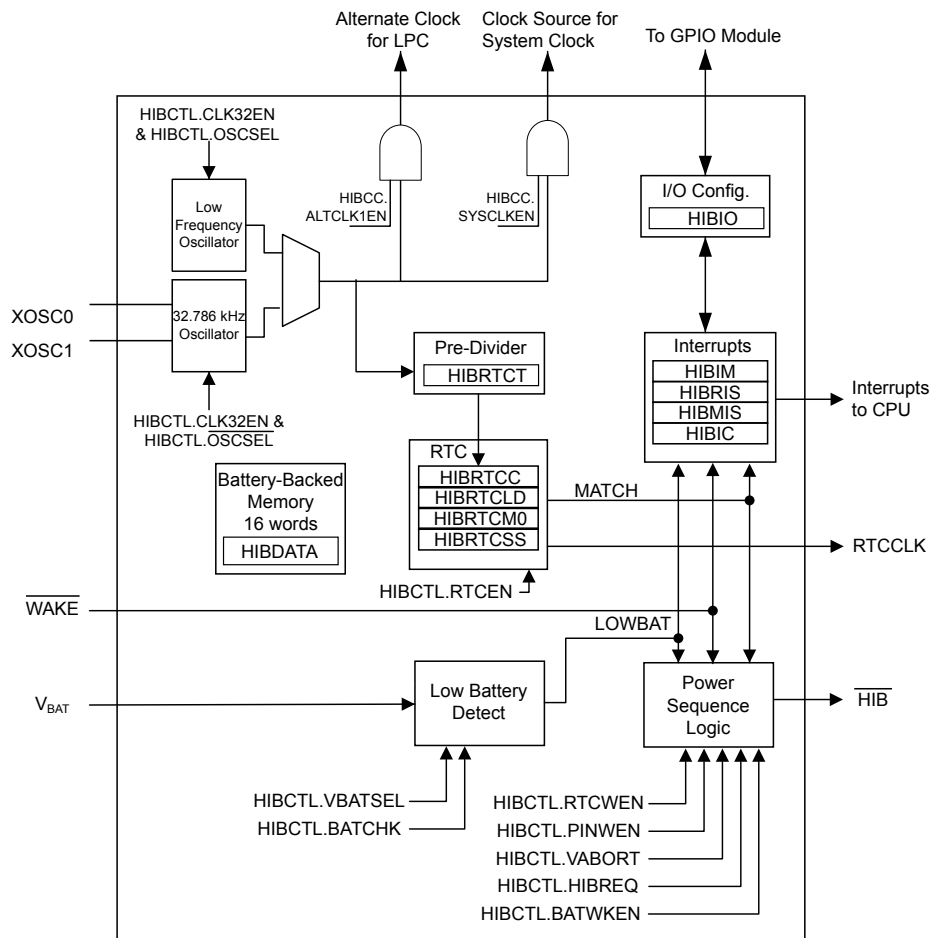 Alternate Clock
for LPC
Clock Source for
System Clock
To GPIO Module
HIBCTL.CLK32EN
& HIBCTL.OSCSEL
Low
Frequency
Oscillator
HIBCC.
ALTCLK1EN
HIBCC.
SYSCLKEN
I/O Config.
HIBIO
XOSC0
XOSC1
32.786 kHz
Oscillator
HIBCTL.CLK32EN &
HIBCTL.OSCSEL
Pre-Divider
HIBRTCT
Interrupts
HIBIM
HIBRIS
HIBMIS
HIBIC
Interrupts
to CPU
Battery-Backed
Memory
16 words
HIBDATA
RTC
HIBRTCC
HIBRTCLD
HIBRTCM0
HIBRTCSS
MATCH
RTCCLK
HIBCTL.RTCEN
WAKE
LOWBAT
VBAT
Low Battery
Detect
Power
Sequence
Logic
HIB
HIBCTL.VBATSEL
HIBCTL.BATCHK
HIBCTL.RTCWEN
HIBCTL.PINWEN
HIBCTL.VABORT
HIBCTL.HIBREQ
HIBCTL.BATWKEN